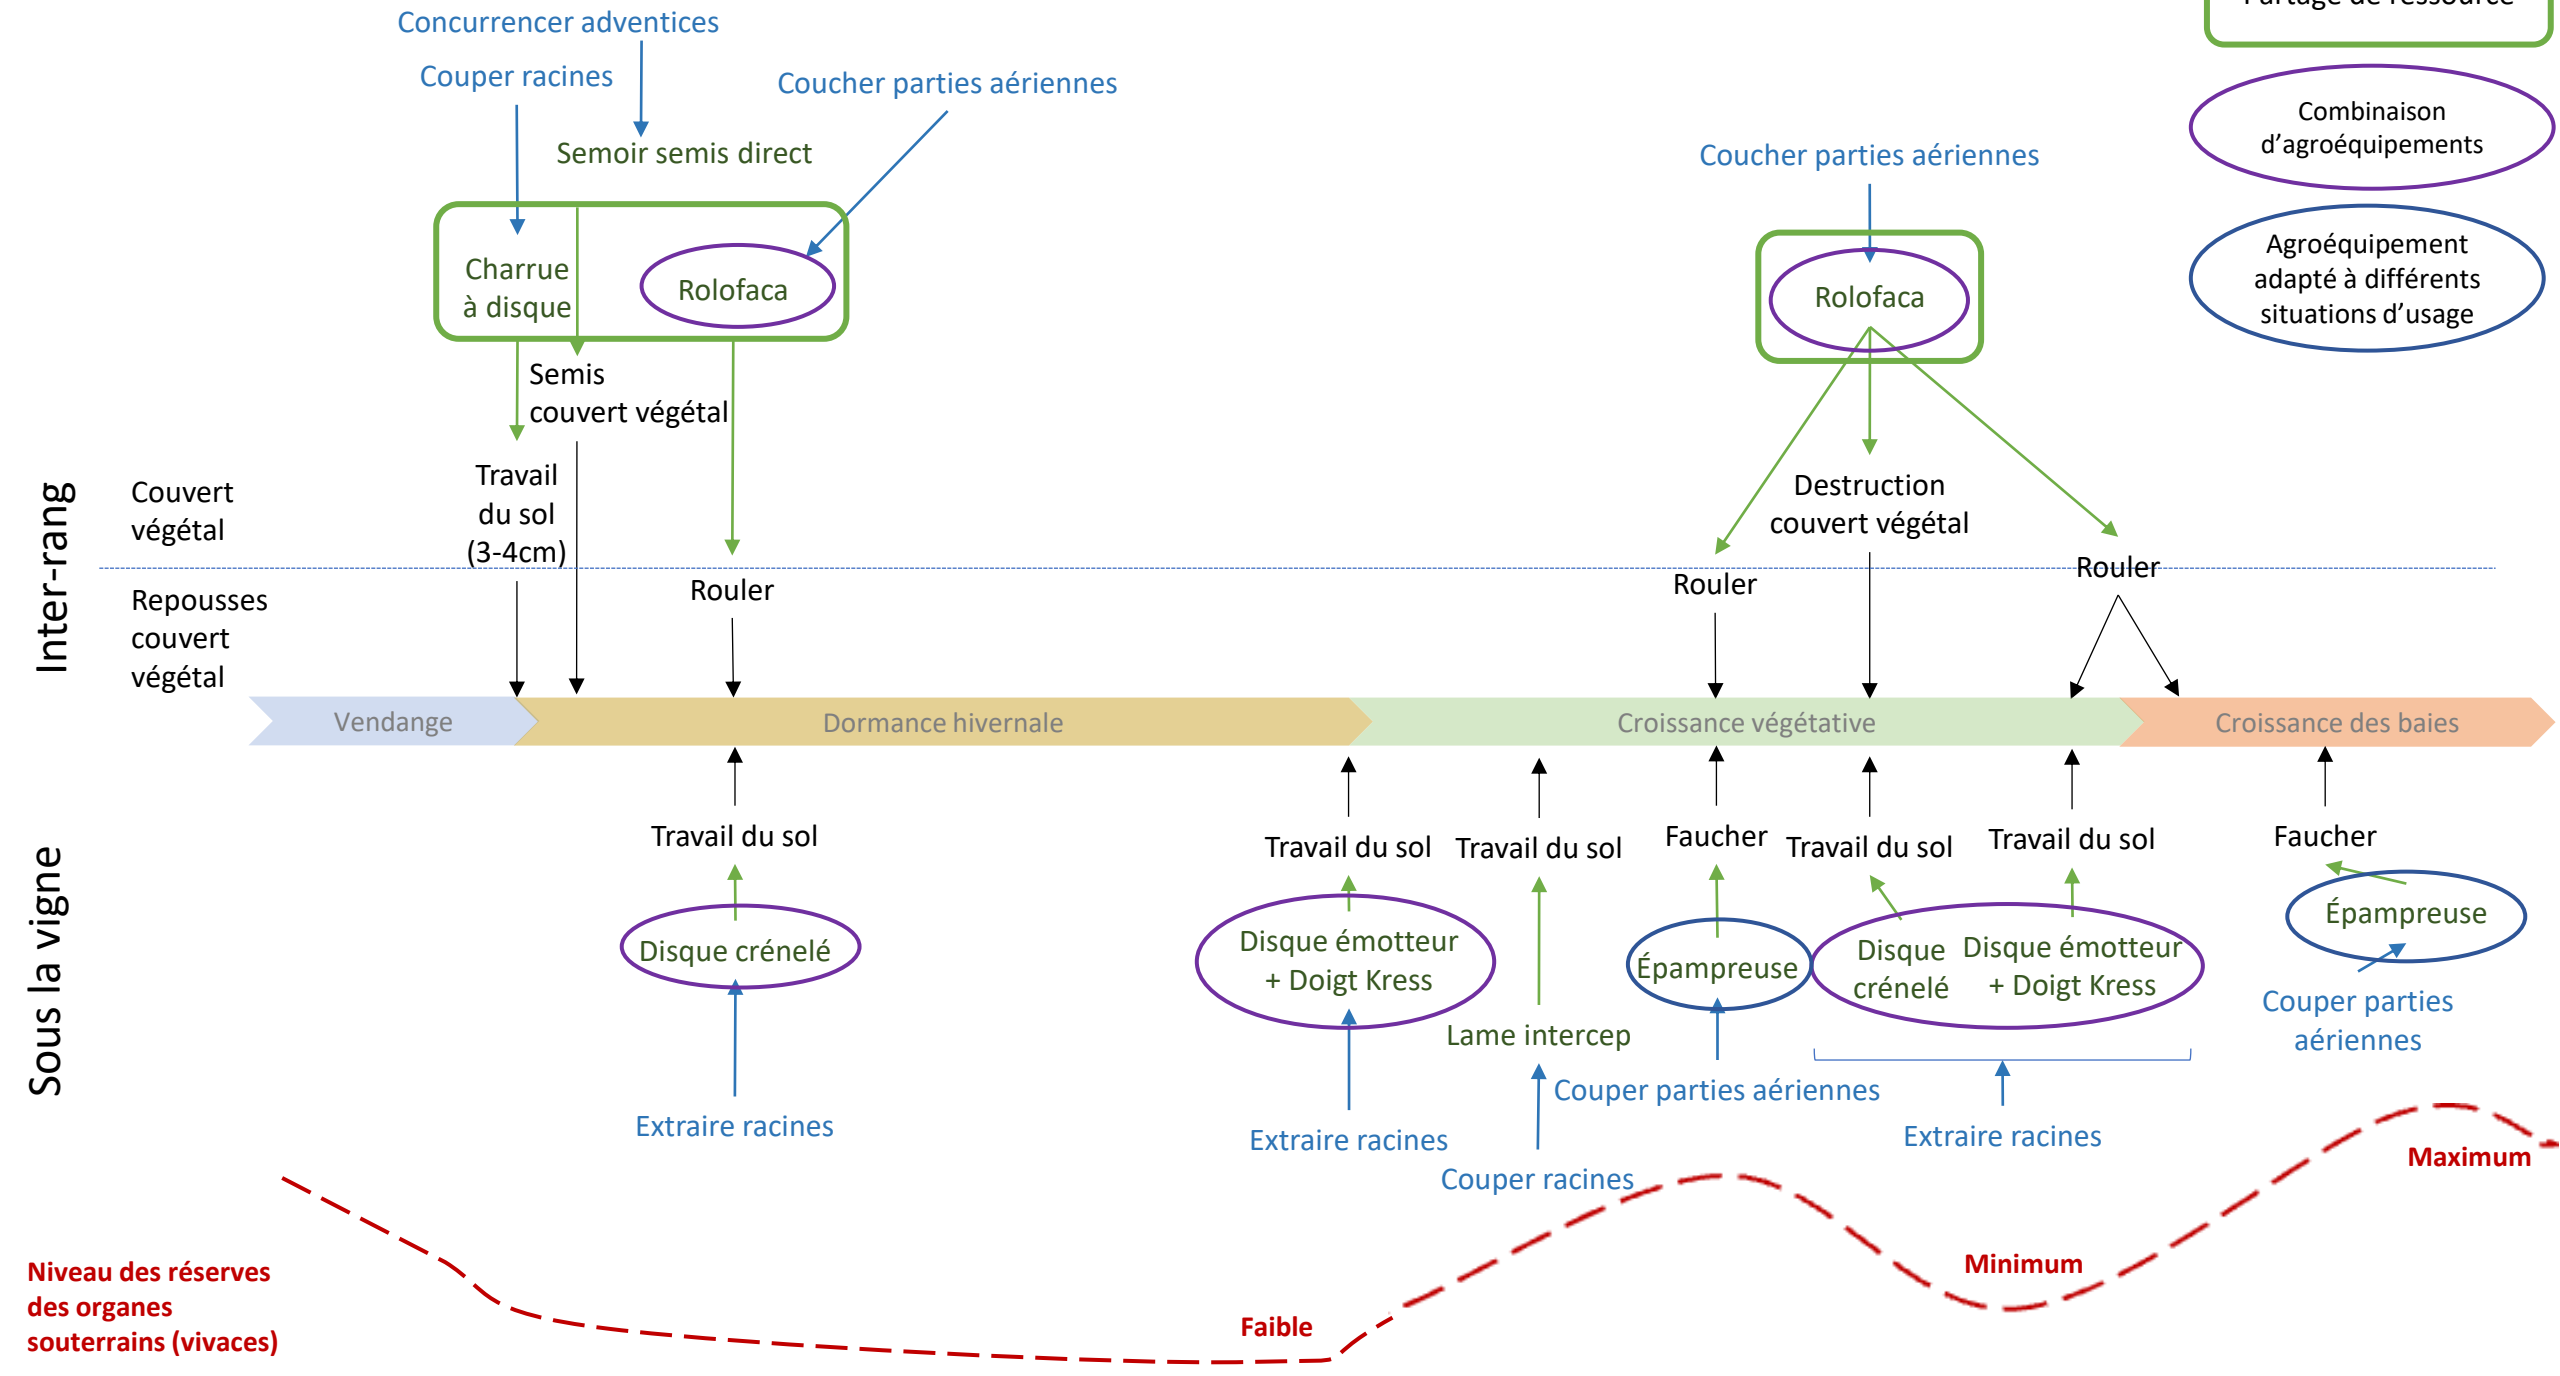 Concurrencer adventices
Couper racines
Coucher parties aériennes
Semoir semis direct
Charrue
à disque
Rolofaca
Semis
couvert végétal
Travail
du sol
(3-4cm)
Rouler
Coucher parties aériennes
Rolofaca
Destruction
couvert végétal
Rouler
Rouler
Partage de ressource
Combinaison
d’agroéquipements
Agroéquipement
adapté à différents
situations d’usage
Inter-rang
Couvert
végétal
Repousses
couvert
végétal
Vendange
Dormance hivernale
Croissance végétative
Croissance des baies
Sous la vigne
Travail du sol
Disque crénelé
Extraire racines
Travail du sol
Disque émotteur
+ Doigt Kress
Extraire racines
Travail du sol
Lame intercep
Couper racines
Faucher
Épampreuse
Couper parties aériennes
Travail du sol
Disque
crénelé
Travail du sol
Disque émotteur
+ Doigt Kress
Extraire racines
Faucher
Épampreuse
Couper parties
aériennes
Niveau des réserves
des organes
souterrains (vivaces)
Faible
Minimum
Maximum